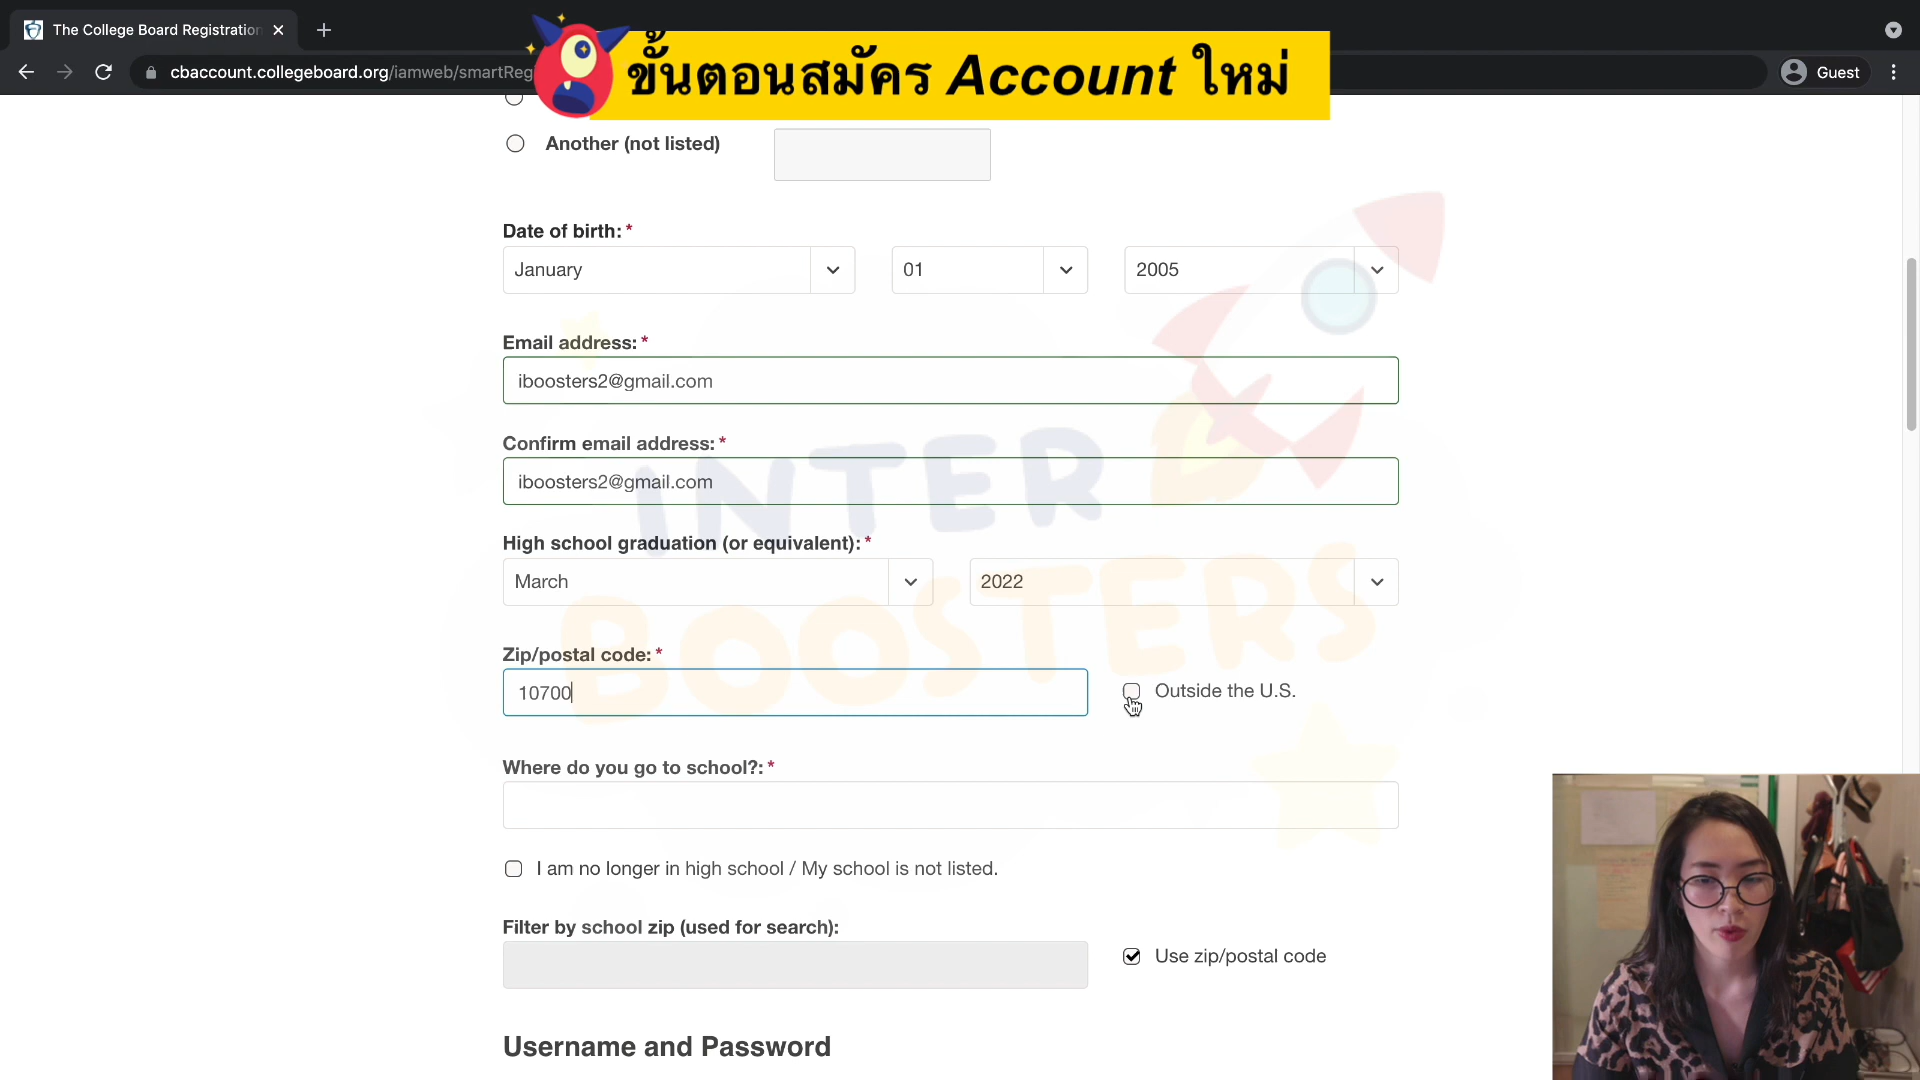 The College Board Registration
cbaccount.collegeboard.org/iamweb/smartReg
Guest
ขั้นตอนสมัคร Account ใหม่
Another (not listed)
Date of birth: *
January
01
2005
Email address: *
iboosters2@gmail.com
Confirm email address: *
iboosters2@gmail.com
High school graduation (or equivalent): *
March
2022
Zip/postal code: *
10700
Outside the U.S.
Where do you go to school?: *
I am no longer in high school / My school is not listed.
Filter by school zip (used for search):
Use zip/postal code
Username and Password
INTER
BOOSTERS